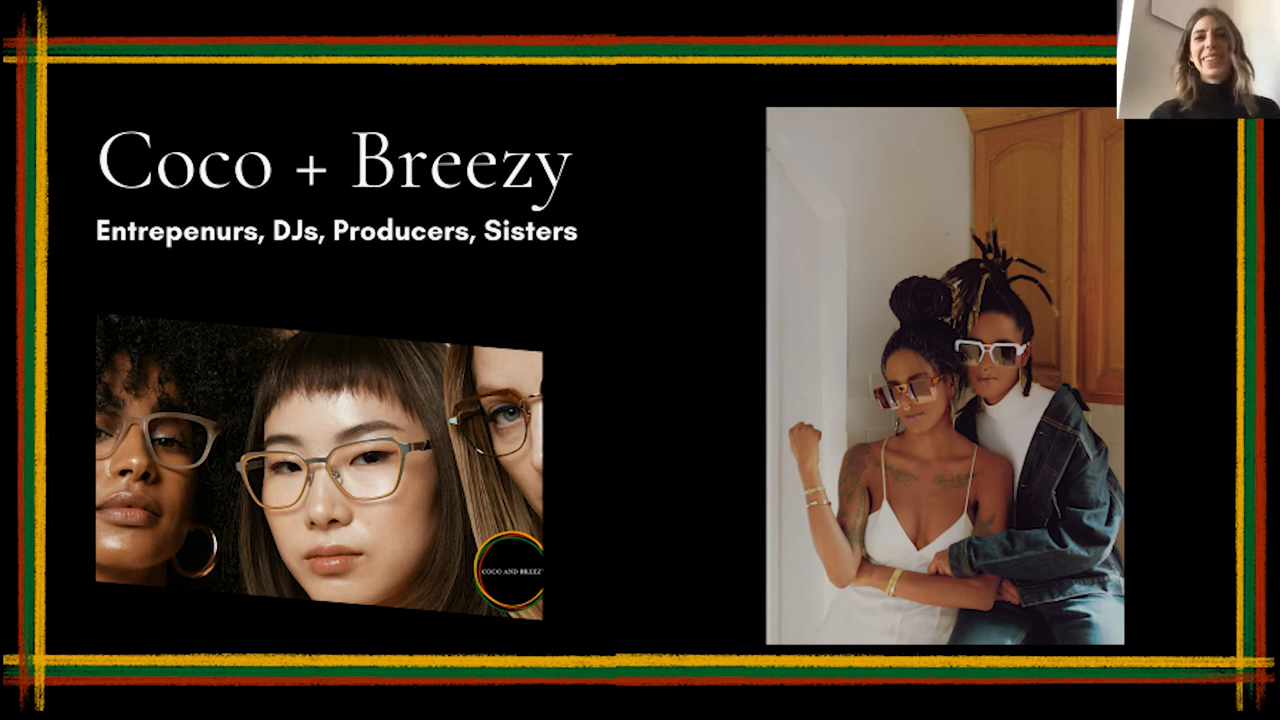 Coco + Breezy
Entrepenurs, DJs, Producers, Sisters
COCO AND BREEZY